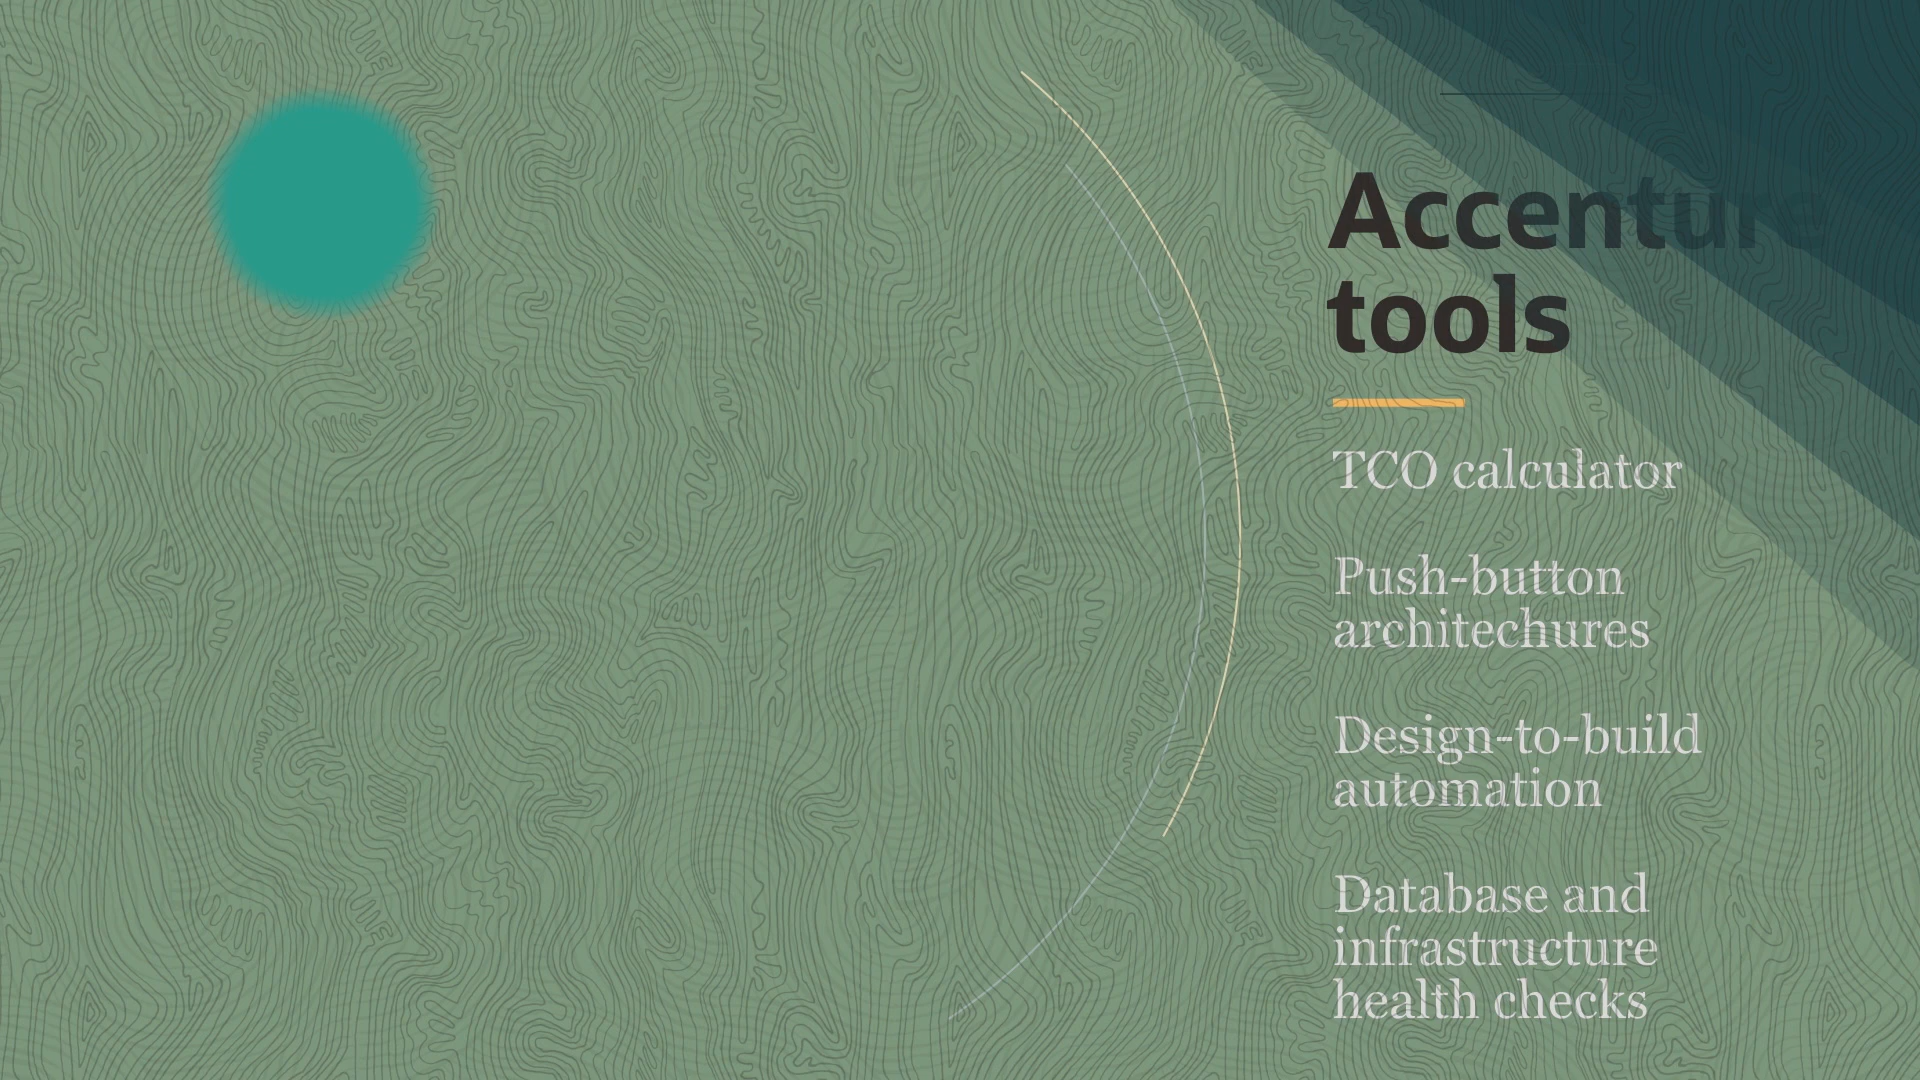 Accenture
tools
TCO calculator
Push-button
architechures
Design-to-build
automation
Database and
infrastructure
health checks